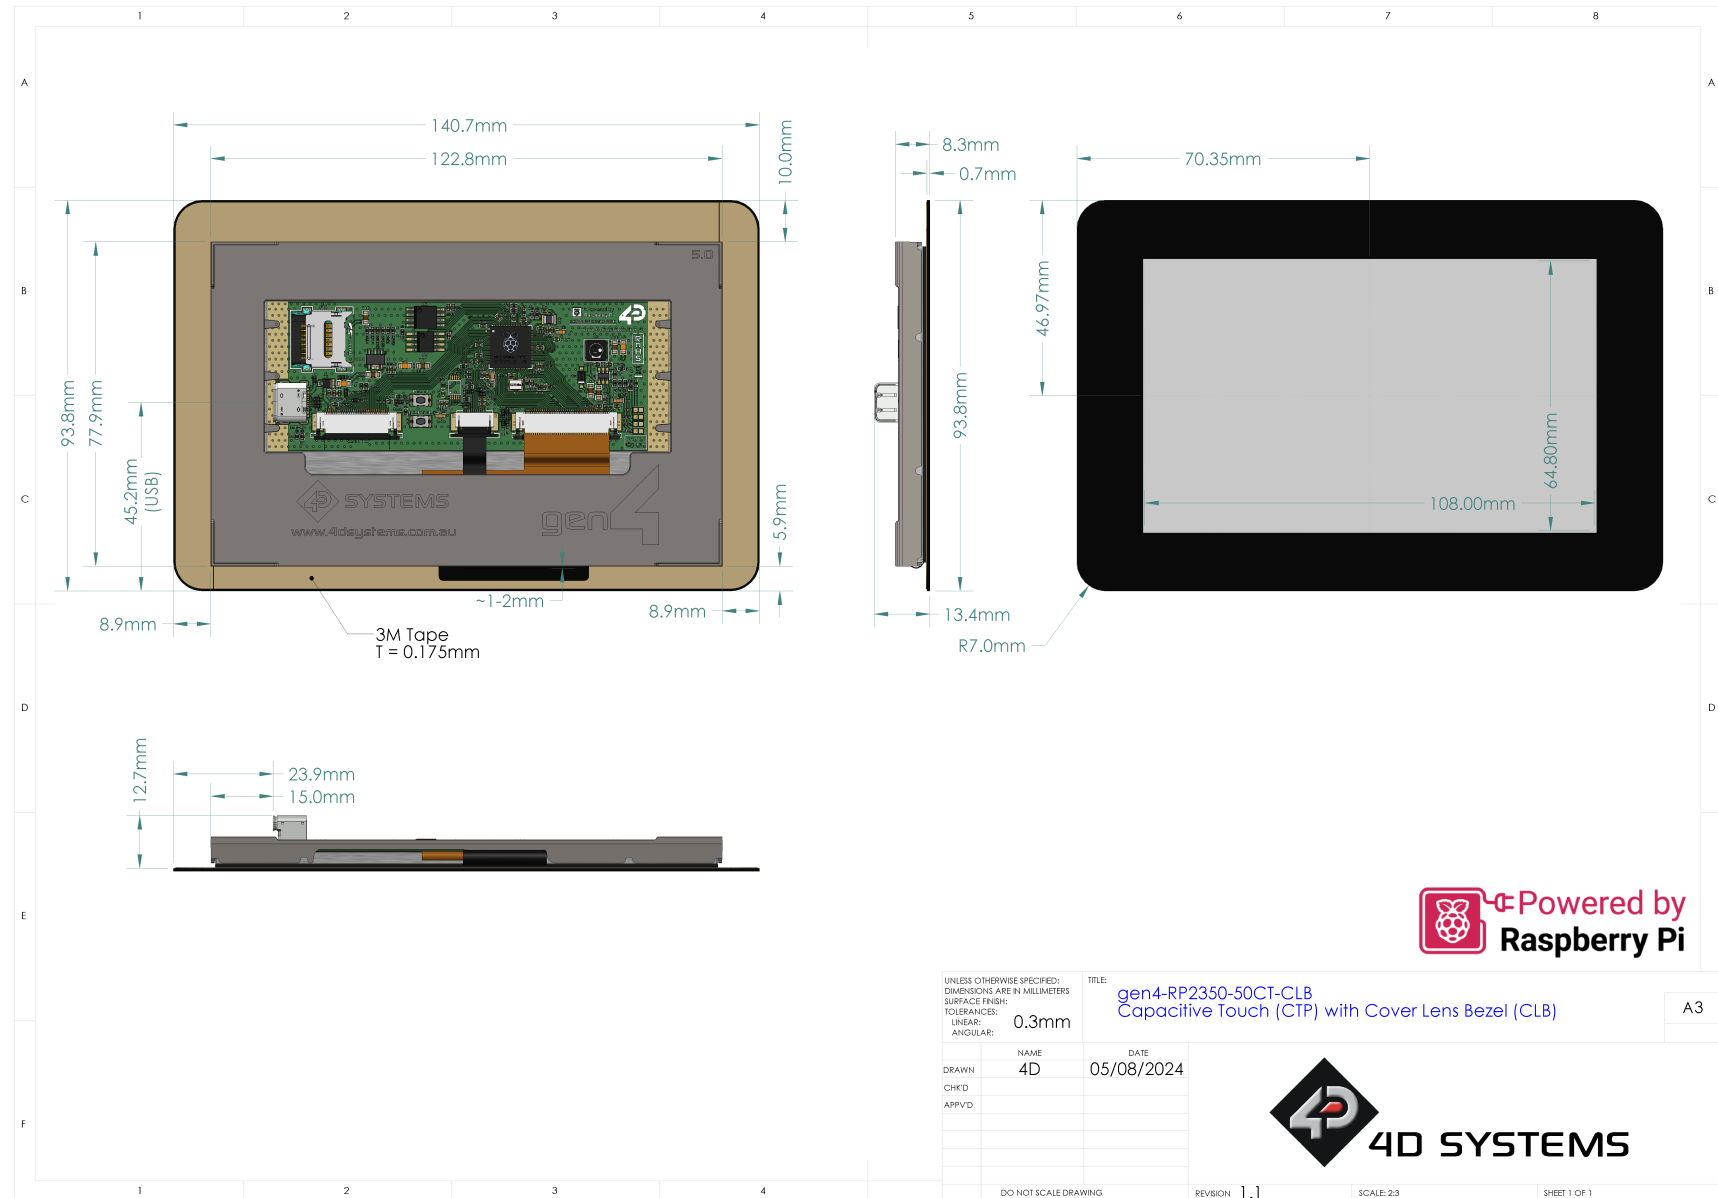 1 2 3 4 5 6 7 8
A A
140.7mm
122.8mm
10.0mm
8.3mm
0.7mm
70.35mm
5.0
4D
B B
46.97mm
93.8mm
77.9mm
45.2mm
(USB)
93.8mm
64.80mm
108.00mm
C C
4D SYSTEMS
www.4dsystems.com.au
gen4
5.9mm
~1-2mm
8.9mm
8.9mm
3M Tape
T = 0.175mm
13.4mm
R7.0mm
D D
12.7mm
23.9mm
15.0mm
E
Powered by
Raspberry Pi
UNLESS OTHERWISE SPECIFIED:
DIMENSIONS ARE IN MILLIMETERS
SURFACE FINISH:
TOLERANCES:
LINEAR: 0.3mm
ANGULAR:
TITLE:
gen4-RP2350-50CT-CLB
Capacitive Touch (CTP) with Cover Lens Bezel (CLB)
A3
NAME DATE
DRAWN 4D 05/08/2024
CHK'D
APPV'D
F
4D SYSTEMS
DO NOT SCALE DRAWING
REVISION 1.1
SCALE: 2:3
SHEET 1 OF 1
1 2 3 4